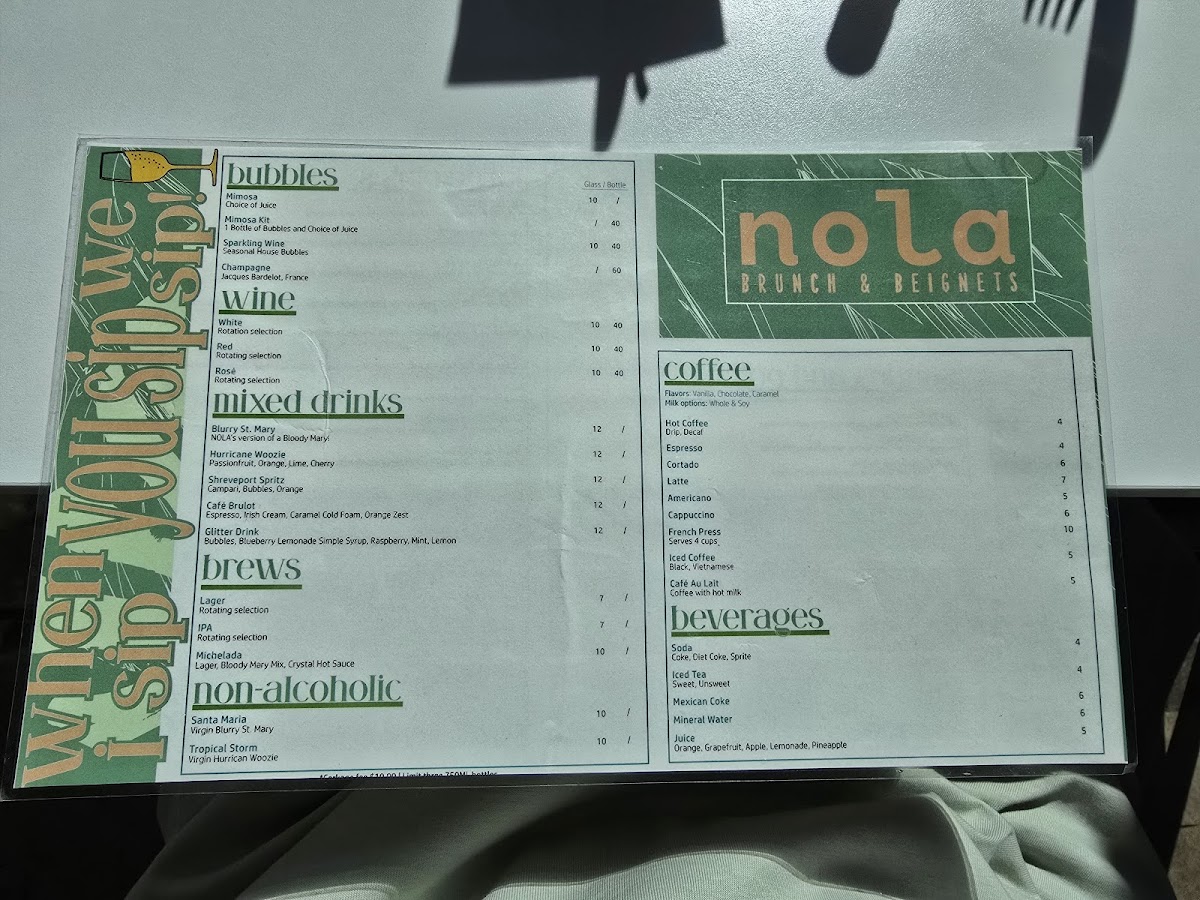 when you sip we
i sip sip!
bubbles
Glass / Bottle
Mimosa 10 /
Choice of Juice
Mimosa Kit / 40
1 Bottle of Bubbles and Choice of Juice
Sparkling Wine 10 40
Seasonal House Bubbles
Champagne / 60
Jacques Bardelot, France
wine
White 10 40
Rotation selection
Red 10 40
Rotating selection
Rosé 10 40
Rotating selection
mixed drinks
Blurry St. Mary 12 /
NOLA's version of a Bloody Mary!
Hurricane Woozie 12 /
Passionfruit, Orange, Lime, Cherry
Shreveport Spritz 12 /
Campari, Bubbles, Orange
Café Brulot 12 /
Espresso, Irish Cream, Caramel Cold Foam, Orange Zest
Glitter Drink 12 /
Bubbles, Blueberry Lemonade Simple Syrup, Raspberry, Mint, Lemon
brews
Lager 7 /
Rotating selection
IPA 7 /
Rotating selection
Michelada 10 /
Lager, Bloody Mary Mix, Crystal Hot Sauce
non-alcoholic
Santa Maria 10 /
Virgin Blurry St. Mary
Tropical Storm 10 /
Virgin Hurrican Woozie
nola
BRUNCH & BEIGNETS
coffee
Flavors: Vanilla, Chocolate, Caramel
Milk options: Whole & Soy
Hot Coffee 4
Drip, Decaf
Espresso 4
Cortado 6
Latte 7
Americano 5
Cappuccino 6
French Press 10
Serves 4 cups
Iced Coffee 5
Black, Vietnamese
Café Au Lait 5
Coffee with hot milk
beverages
Soda 4
Coke, Diet Coke, Sprite
Iced Tea 4
Sweet, Unsweet
Mexican Coke 6
Mineral Water 6
Juice 5
Orange, Grapefruit, Apple, Lemonade, Pineapple